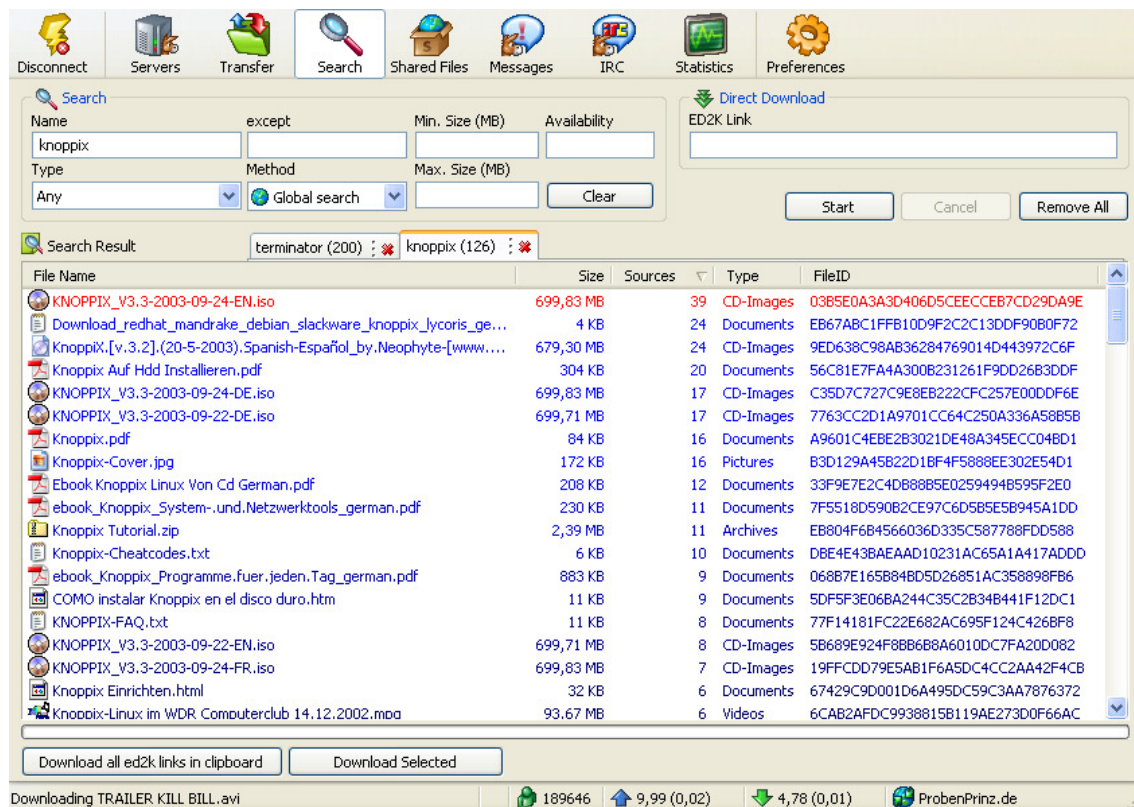 Disconnect Servers Transfer Search Shared Files Messages IRC Statistics Preferences
Search Direct Download
Name except Min. Size (MB) Availability ED2K Link
knoppix
Type Method Max. Size (MB)
Any Global search Clear
Start Cancel Remove All
Search Result terminator (200) knoppix (126)
File Name Size Sources Type FileID
KNOPPIX_V3.3-2003-09-24-EN.iso 699,83 MB 39 CD-Images 03B5E0A3A3D406D5CEECCEB7CD29DA9E
Download_redhat_mandrake_debian_slackware_knoppix_lycoris_ge... 4 KB 24 Documents EB67ABC1FFB10D9F2C2C13DDF90B0F72
KnoppiX.[v.3.2].(20-5-2003).Spanish-Español_by.Neophyte-[www.... 679,30 MB 24 CD-Images 9ED638C98AB36284769014D443972C6F
Knoppix Auf Hdd Installieren.pdf 304 KB 20 Documents 56C81E7FA4A300B231261F9DD26B3DDF
KNOPPIX_V3.3-2003-09-24-DE.iso 699,83 MB 17 CD-Images C35D7C727C9E8EB222CFC257E00DDF6E
KNOPPIX_V3.3-2003-09-22-DE.iso 699,71 MB 17 CD-Images 7763CC2D1A9701CC64C250A336A58B5B
Knoppix.pdf 84 KB 16 Documents A9601C4EBE2B3021DE48A345ECC04BD1
Knoppix-Cover.jpg 172 KB 16 Pictures B3D129A45B22D1BF4F5888EE302E54D1
Ebook Knoppix Linux Von Cd German.pdf 208 KB 12 Documents 33F9E7E2C4DB88B5E0259494B595F2E0
ebook_Knoppix_System-.und.Netzwerktools_german.pdf 230 KB 11 Documents 7F5518D590B2CE97C6D5B5E5B945A1DD
Knoppix Tutorial.zip 2,39 MB 11 Archives EB804F6B4566036D335C587788FDD588
Knoppix-Cheatcodes.txt 6 KB 10 Documents DBE4E43BAEAAD10231AC65A1A417ADDD
ebook_Knoppix_Programme.fuer.jeden.Tag_german.pdf 883 KB 9 Documents 068B7E165B84BD5D26851AC358898FB6
COMO instalar Knoppix en el disco duro.htm 11 KB 9 Documents 5DF5F3E06BA244C35C2B34B441F12DC1
KNOPPIX-FAQ.txt 11 KB 8 Documents 77F14181FC22E682AC695F124C426BF8
KNOPPIX_V3.3-2003-09-22-EN.iso 699,71 MB 8 CD-Images 5B689E924F8BB6B8A6010DC7FA20D082
KNOPPIX_V3.3-2003-09-24-FR.iso 699,83 MB 7 CD-Images 19FFCDD79E5AB1F6A5DC4CC2AA42F4CB
Knoppix Einrichten.html 32 KB 6 Documents 67429C9D001D6A495DC59C3AA7876372
Knoppix-Linux im WDR Computerclub 14.12.2002.mpg 93,67 MB 6 Videos 6CAB2AFDC9938815B119AE273D0F66AC
Download all ed2k links in clipboard Download Selected
Downloading TRAILER KILL BILL.avi 189646 9,99 (0,02) 4,78 (0,01) ProbenPrinz.de